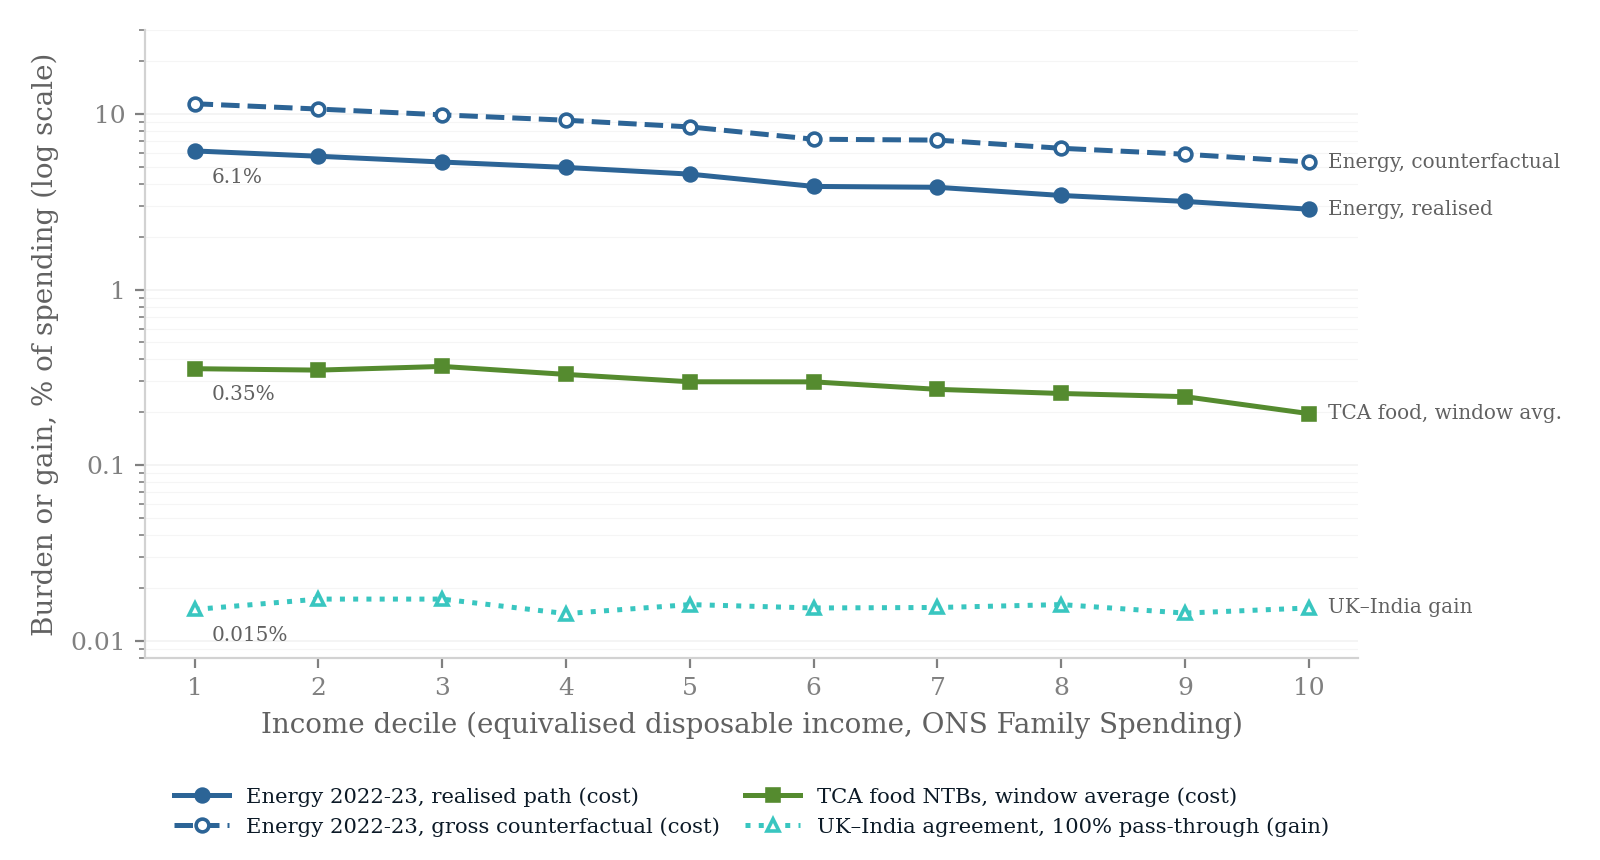 Burden or gain, % of spending (log scale)
10
1
0.1
0.01
6.1%
0.35%
0.015%
Energy, counterfactual
Energy, realised
TCA food, window avg.
UK–India gain
1 2 3 4 5 6 7 8 9 10
Income decile (equivalised disposable income, ONS Family Spending)
Energy 2022-23, realised path (cost)
Energy 2022-23, gross counterfactual (cost)
TCA food NTBs, window average (cost)
UK–India agreement, 100% pass-through (gain)